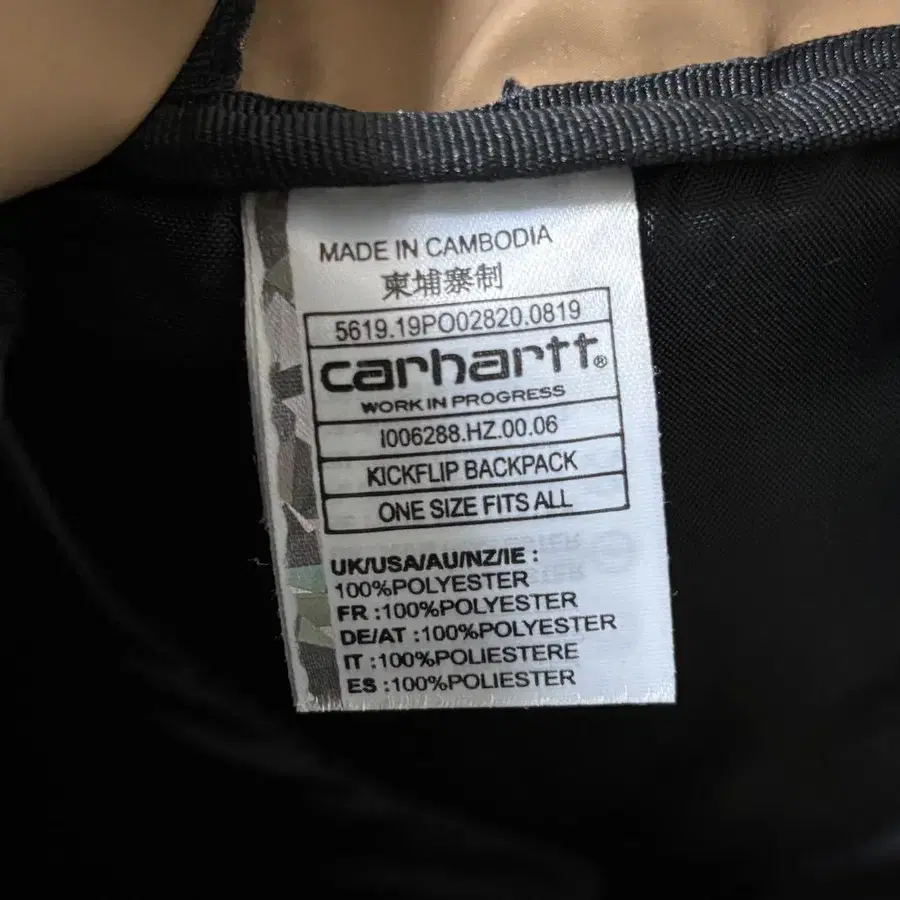 MADE IN CAMBODIA
柬埔寨制
5619.19PO02820.0819
carhartt®
WORK IN PROGRESS
I006288.HZ.00.06
KICKFLIP BACKPACK
ONE SIZE FITS ALL
UK/USA/AU/NZ/IE :
100%POLYESTER
FR :100%POLYESTER
DE/AT :100%POLYESTER
IT :100%POLIESTERE
ES :100%POLIESTER